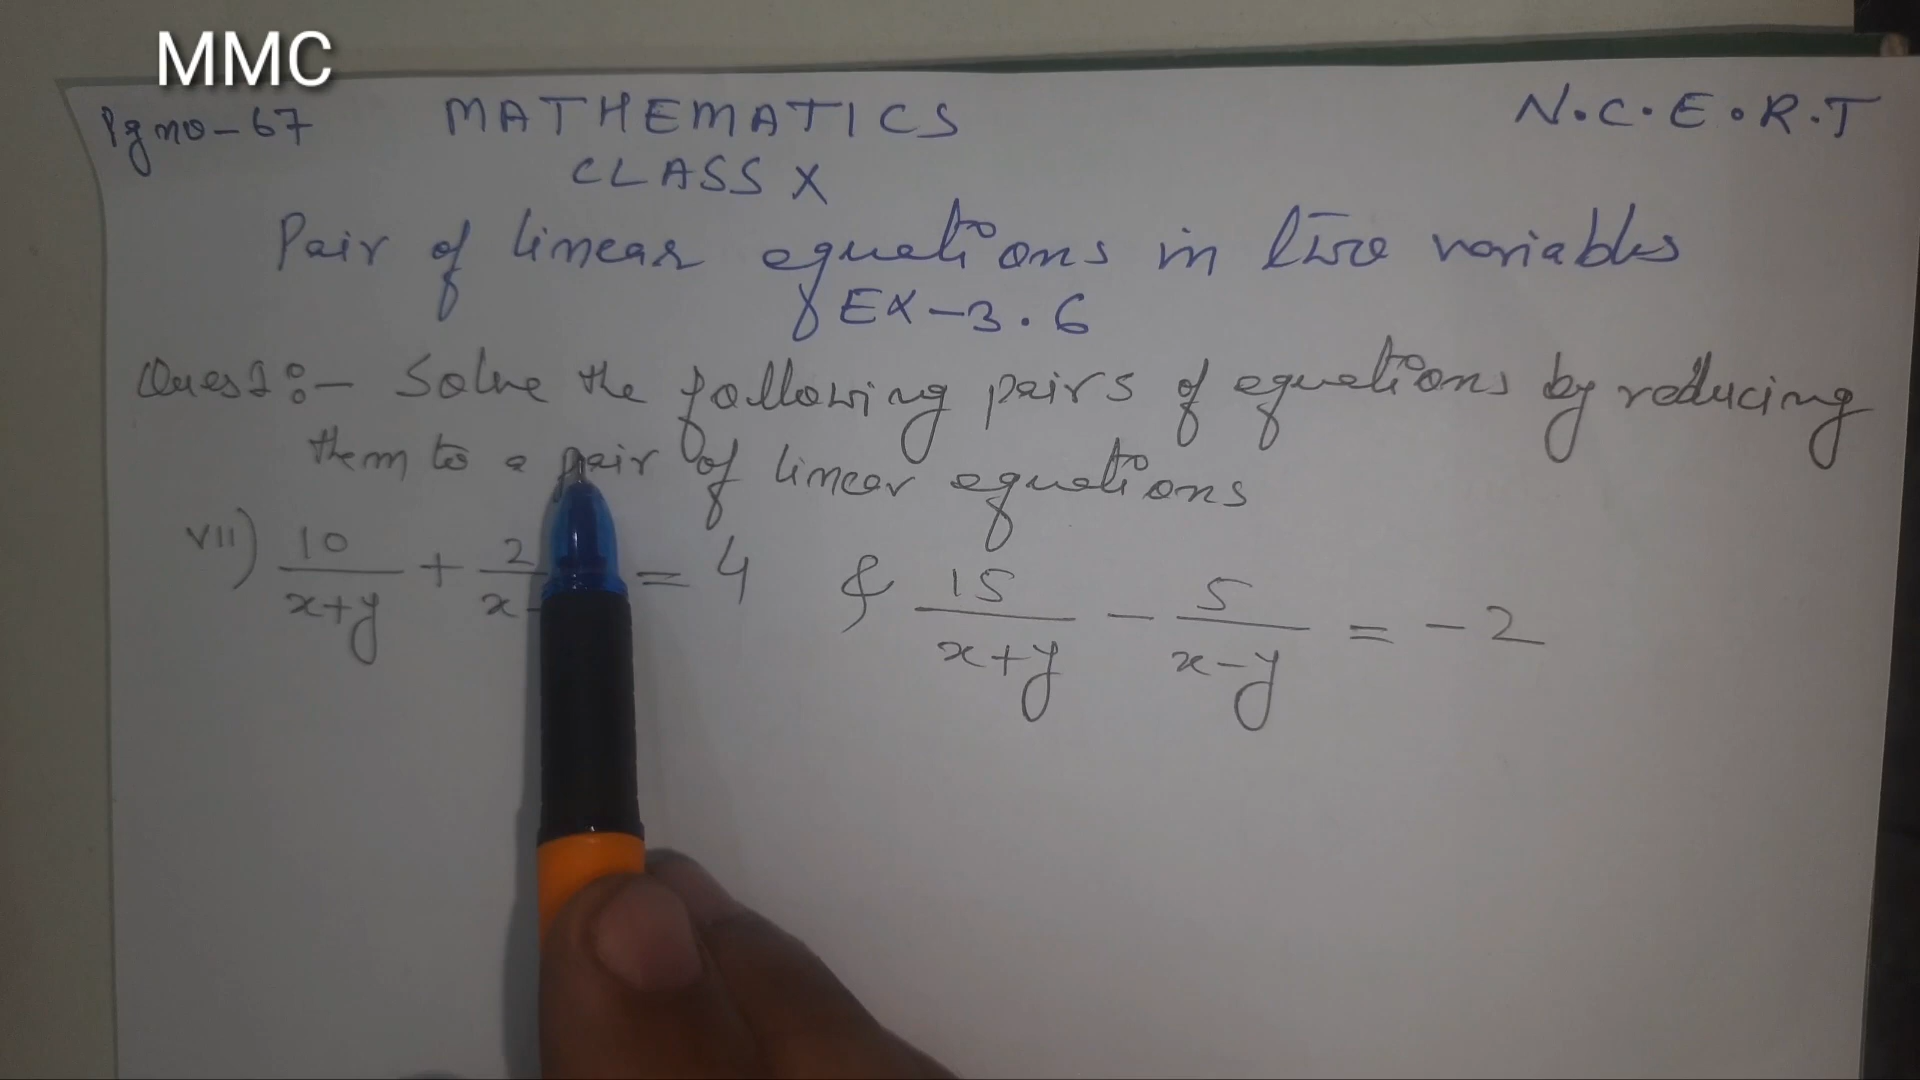 MMC
Pg no-67 MATHEMATICS N.C.E.R.T
CLASS X
Pair of linear equations in two variables
EX-3.6
Ques1:- Solve the following pairs of equations by reducing
them to a pair of linear equations
vii) 10/x+y + 2/x- = 4 & 15/x+y - 5/x-y = -2